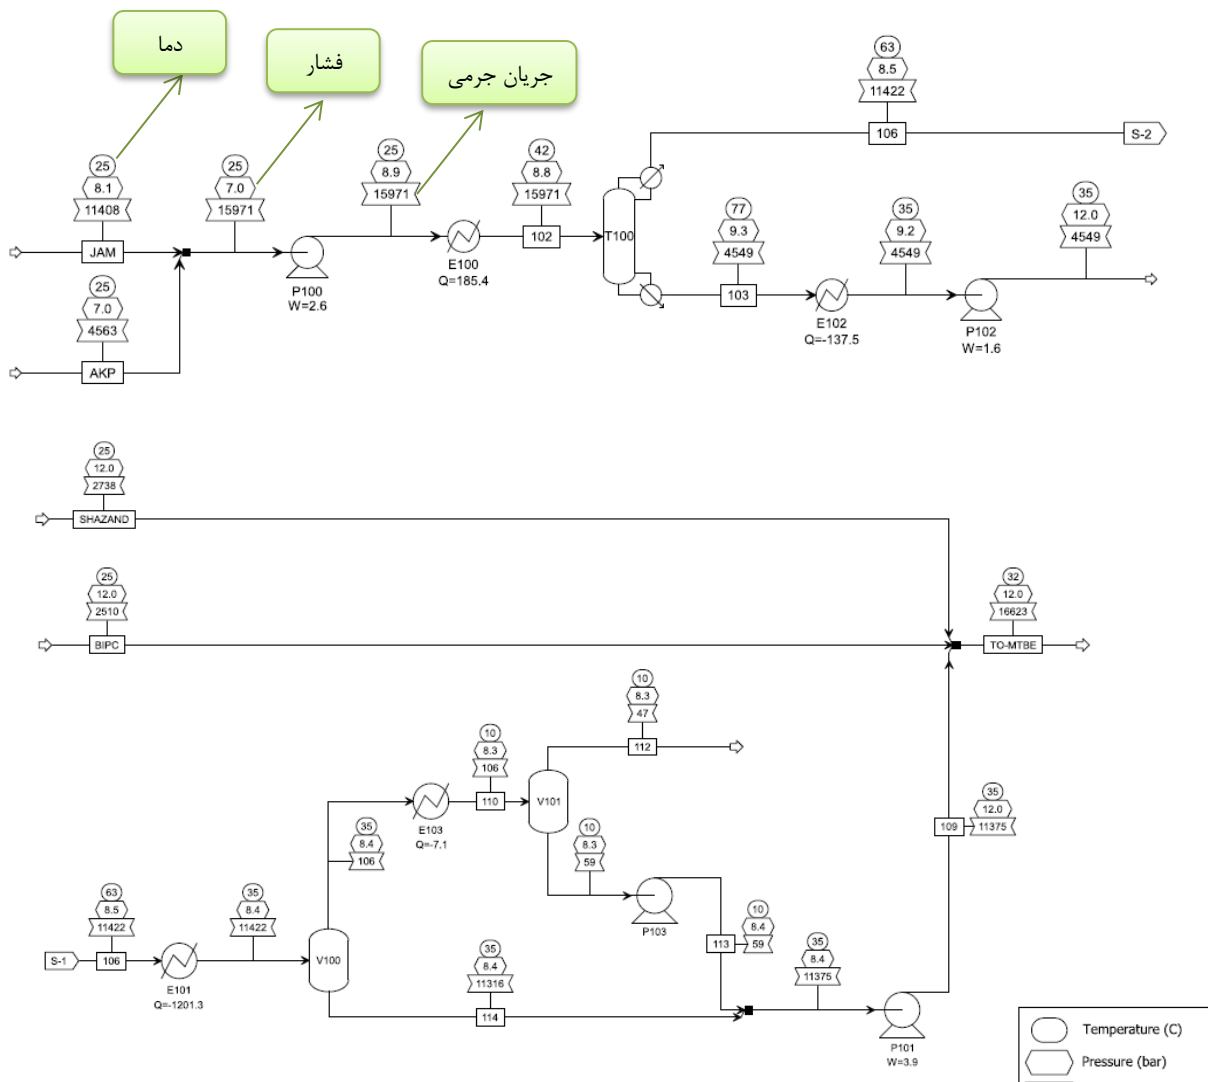 دما
فشار
جریان جرمی
25
8.1
11408
JAM
25
7.0
15971
25
7.0
4563
AKP
P100
W=2.6
25
8.9
15971
E100
Q=185.4
42
8.8
15971
102
T100
63
8.5
11422
106
S-2
77
9.3
4549
103
E102
Q=-137.5
35
9.2
4549
P102
W=1.6
35
12.0
4549
25
12.0
2738
SHAZAND
25
12.0
2510
BIPC
32
12.0
16623
TO-MTBE
S-1
63
8.5
11422
106
E101
Q=-1201.3
35
8.4
11422
V100
35
8.4
106
E103
Q=-7.1
10
8.3
106
110
V101
10
8.3
47
112
10
8.3
59
P103
10
8.4
59
113
35
8.4
11316
114
35
8.4
11375
P101
W=3.9
35
12.0
11375
109
Temperature (C)
Pressure (bar)